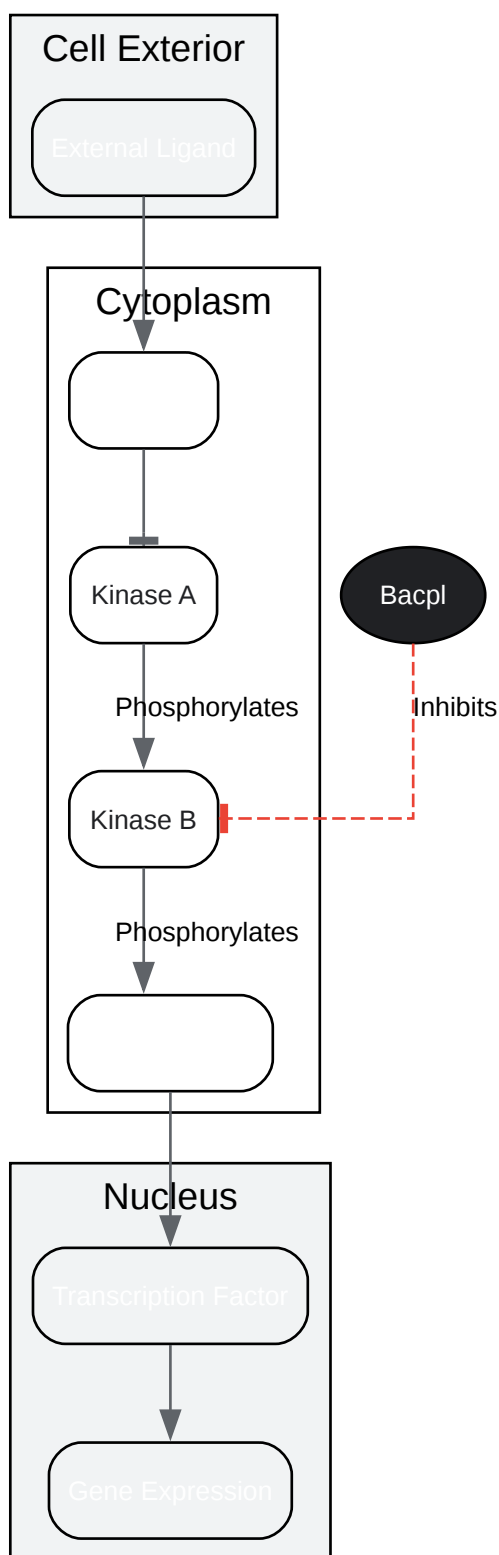 Cell Exterior
External Ligand
Cytoplasm
Kinase A
Bacpl
Phosphorylates
Inhibits
Kinase B
Phosphorylates
Nucleus
Transcription Factor
Gene Expression